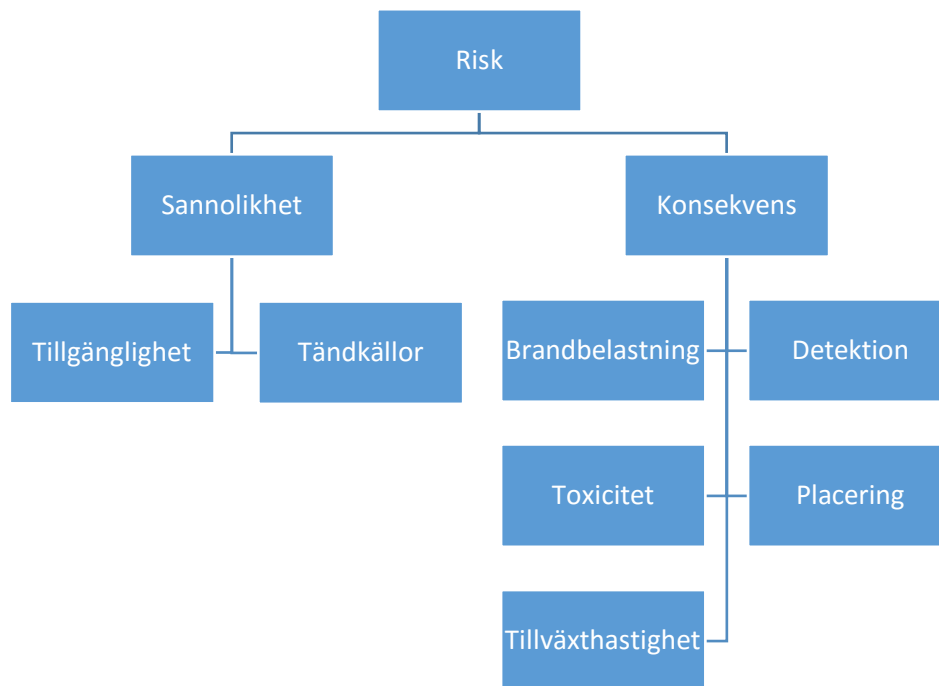 Risk
Sannolikhet
Konsekvens
Tillgänglighet
Tändkällor
Brandbelastning
Detektion
Toxicitet
Placering
Tillväxthastighet